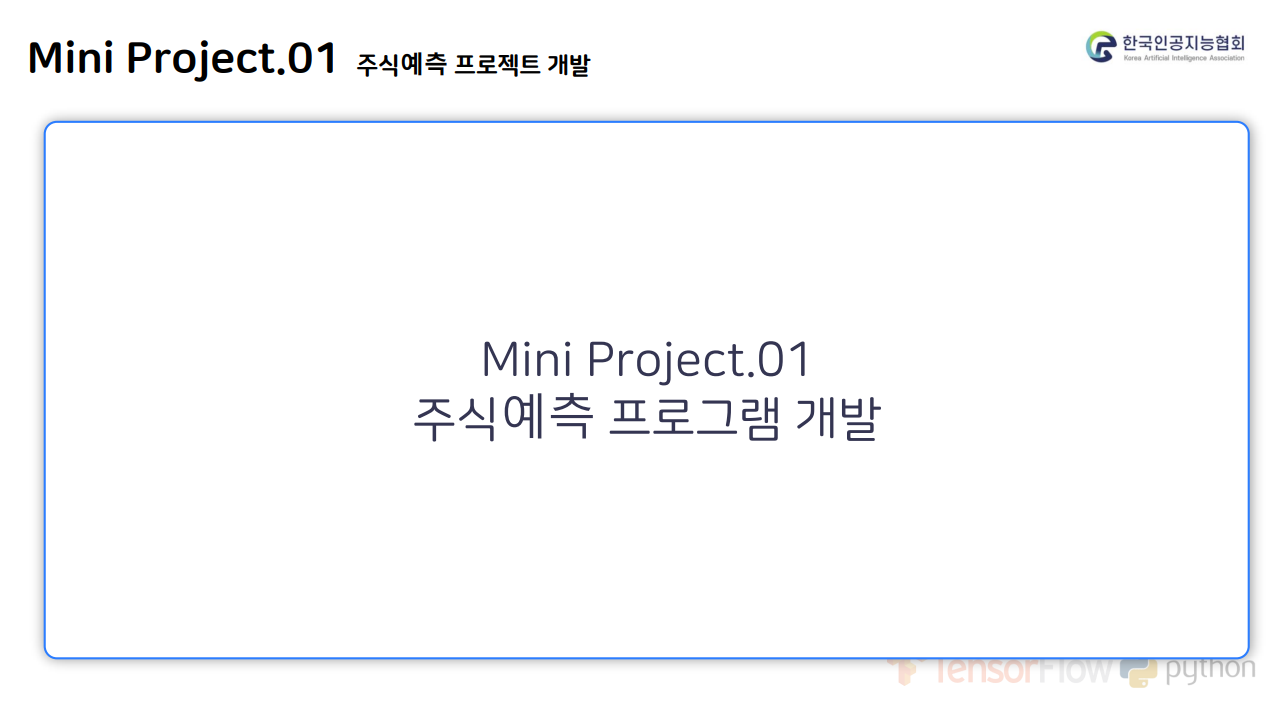 Mini Project.01 주식예측 프로젝트 개발
한국인공지능협회
Korea Artificial Intelligence Association
Mini Project.01
주식예측 프로그램 개발
TensorFlow python